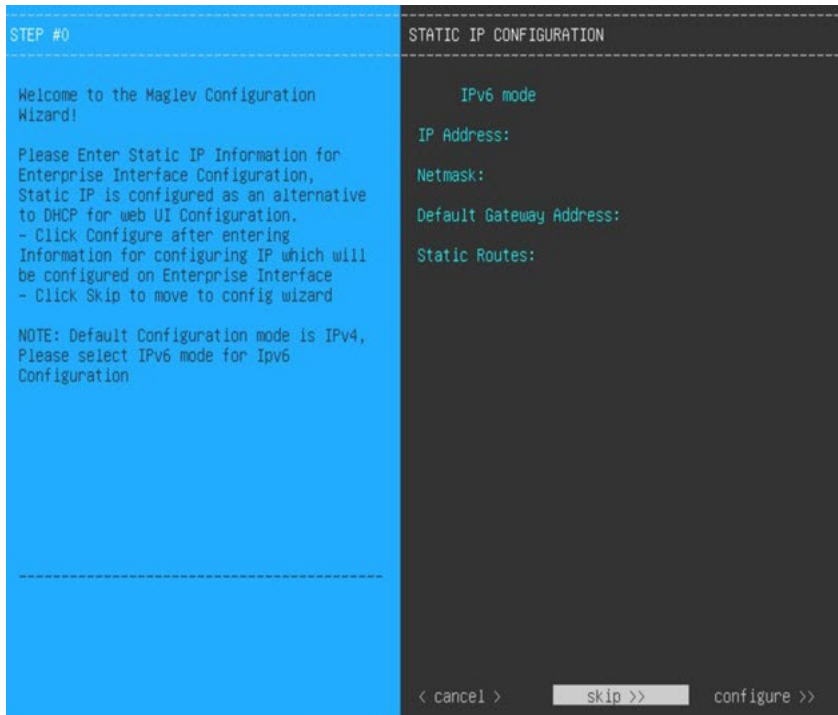 STEP #0
Welcome to the Maglev Configuration
Wizard!
Please Enter Static IP Information for
Enterprise Interface Configuration,
Static IP is configured as an alternative
to DHCP for web UI Configuration.
- Click Configure after entering
Information for configuring IP which will
be configured on Enterprise Interface
- Click Skip to move to config wizard
NOTE: Default Configuration mode is IPv4,
Please select IPv6 mode for Ipv6
Configuration
STATIC IP CONFIGURATION
IPv6 mode
IP Address:
Netmask:
Default Gateway Address:
Static Routes:
< cancel > skip >> configure >>